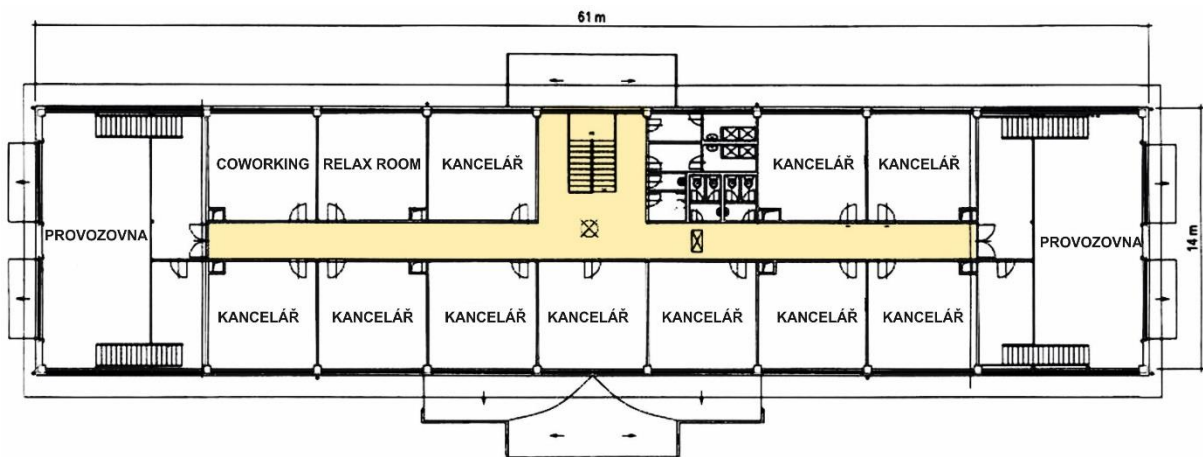 61 m
COWORKING
RELAX ROOM
KANCELÁŘ
KANCELÁŘ
KANCELÁŘ
PROVOZOVNA
PROVOZOVNA
14 m
KANCELÁŘ
KANCELÁŘ
KANCELÁŘ
KANCELÁŘ
KANCELÁŘ
KANCELÁŘ
KANCELÁŘ